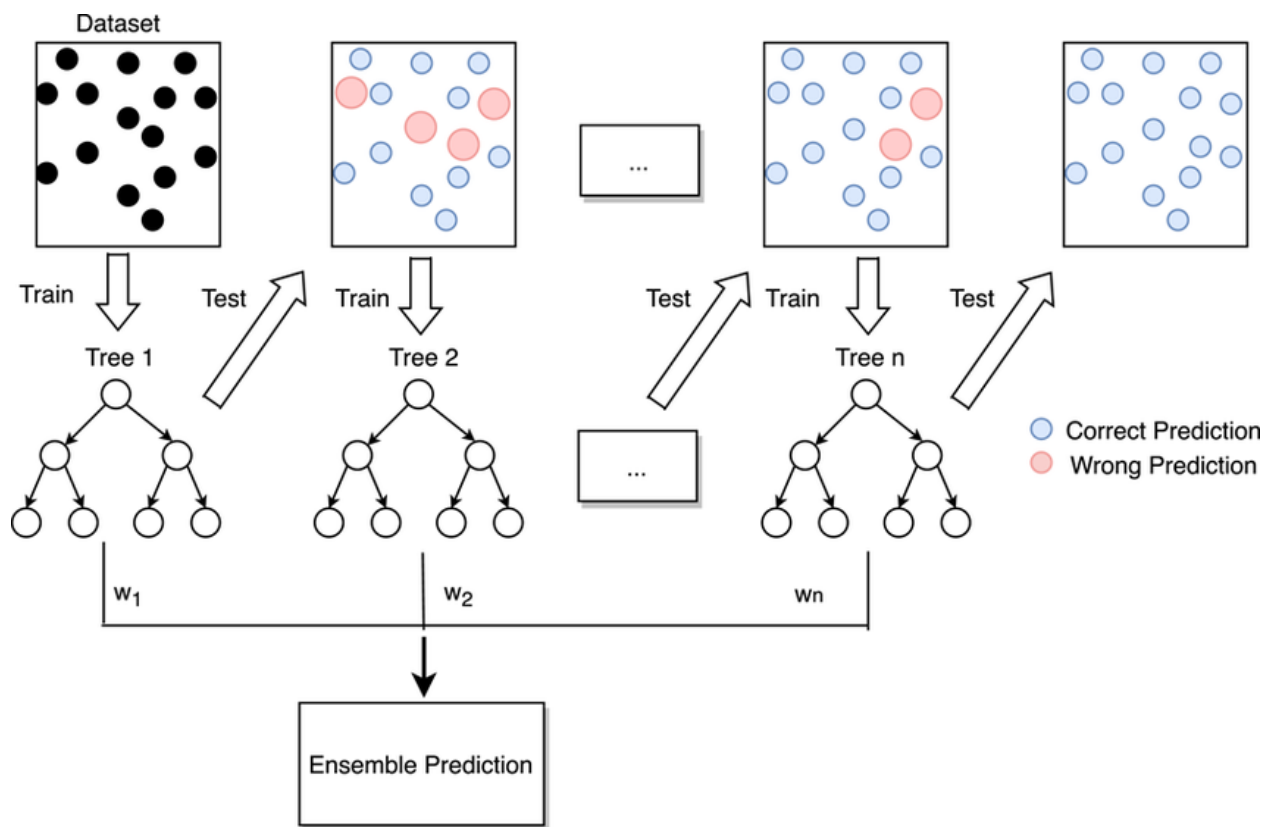 Dataset
...
Train
Test
Train
Test
Train
Test
Tree 1
Tree 2
Tree n
Correct Prediction
Wrong Prediction
...
w1
w2
wn
Ensemble Prediction